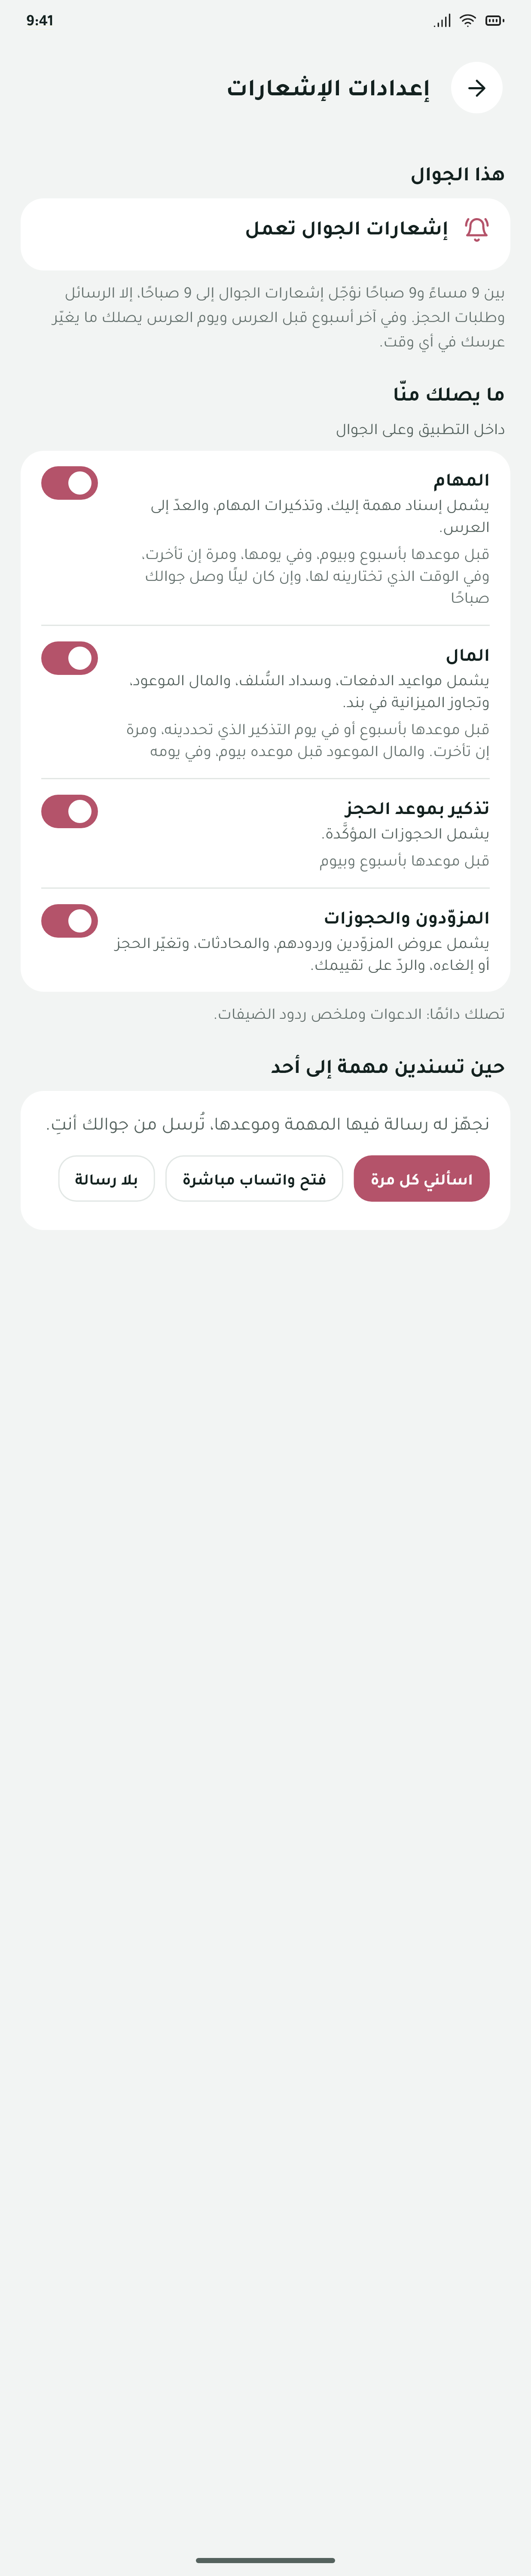 9:41
إعدادات الإشعارات
هذا الجوال
إشعارات الجوال تعمل
بين 9 مساءً و9 صباحًا نؤجّل إشعارات الجوال إلى 9 صباحًا، إلا الرسائل
وطلبات الحجز. وفي آخر أسبوع قبل العرس ويوم العرس يصلك ما يغيّر
عرسك في أي وقت.
ما يصلك منّا
داخل التطبيق وعلى الجوال
المهام
يشمل إسناد مهمة إليك، وتذكيرات المهام، والعدّ إلى
العرس.
قبل موعدها بأسبوع وبيوم، وفي يومها، ومرة إن تأخرت،
وفي الوقت الذي تختارينه لها، وإن كان ليلًا وصل جوالك
صباحًا
المال
يشمل مواعيد الدفعات، وسداد السُّلف، والمال الموعود،
وتجاوز الميزانية في بند.
قبل موعدها بأسبوع أو في يوم التذكير الذي تحددينه، ومرة
إن تأخرت. والمال الموعود قبل موعده بيوم، وفي يومه
تذكير بموعد الحجز
يشمل الحجوزات المؤكَّدة.
قبل موعدها بأسبوع وبيوم
المزوّدون والحجوزات
يشمل عروض المزوّدين وردودهم، والمحادثات، وتغيّر الحجز
أو إلغاءه، والردّ على تقييمك.
تصلك دائمًا: الدعوات وملخص ردود الضيفات.
حين تسندين مهمة إلى أحد
نجهّز له رسالة فيها المهمة وموعدها، تُرسل من جوالك أنتِ.
اسألني كل مرة
فتح واتساب مباشرة
بلا رسالة